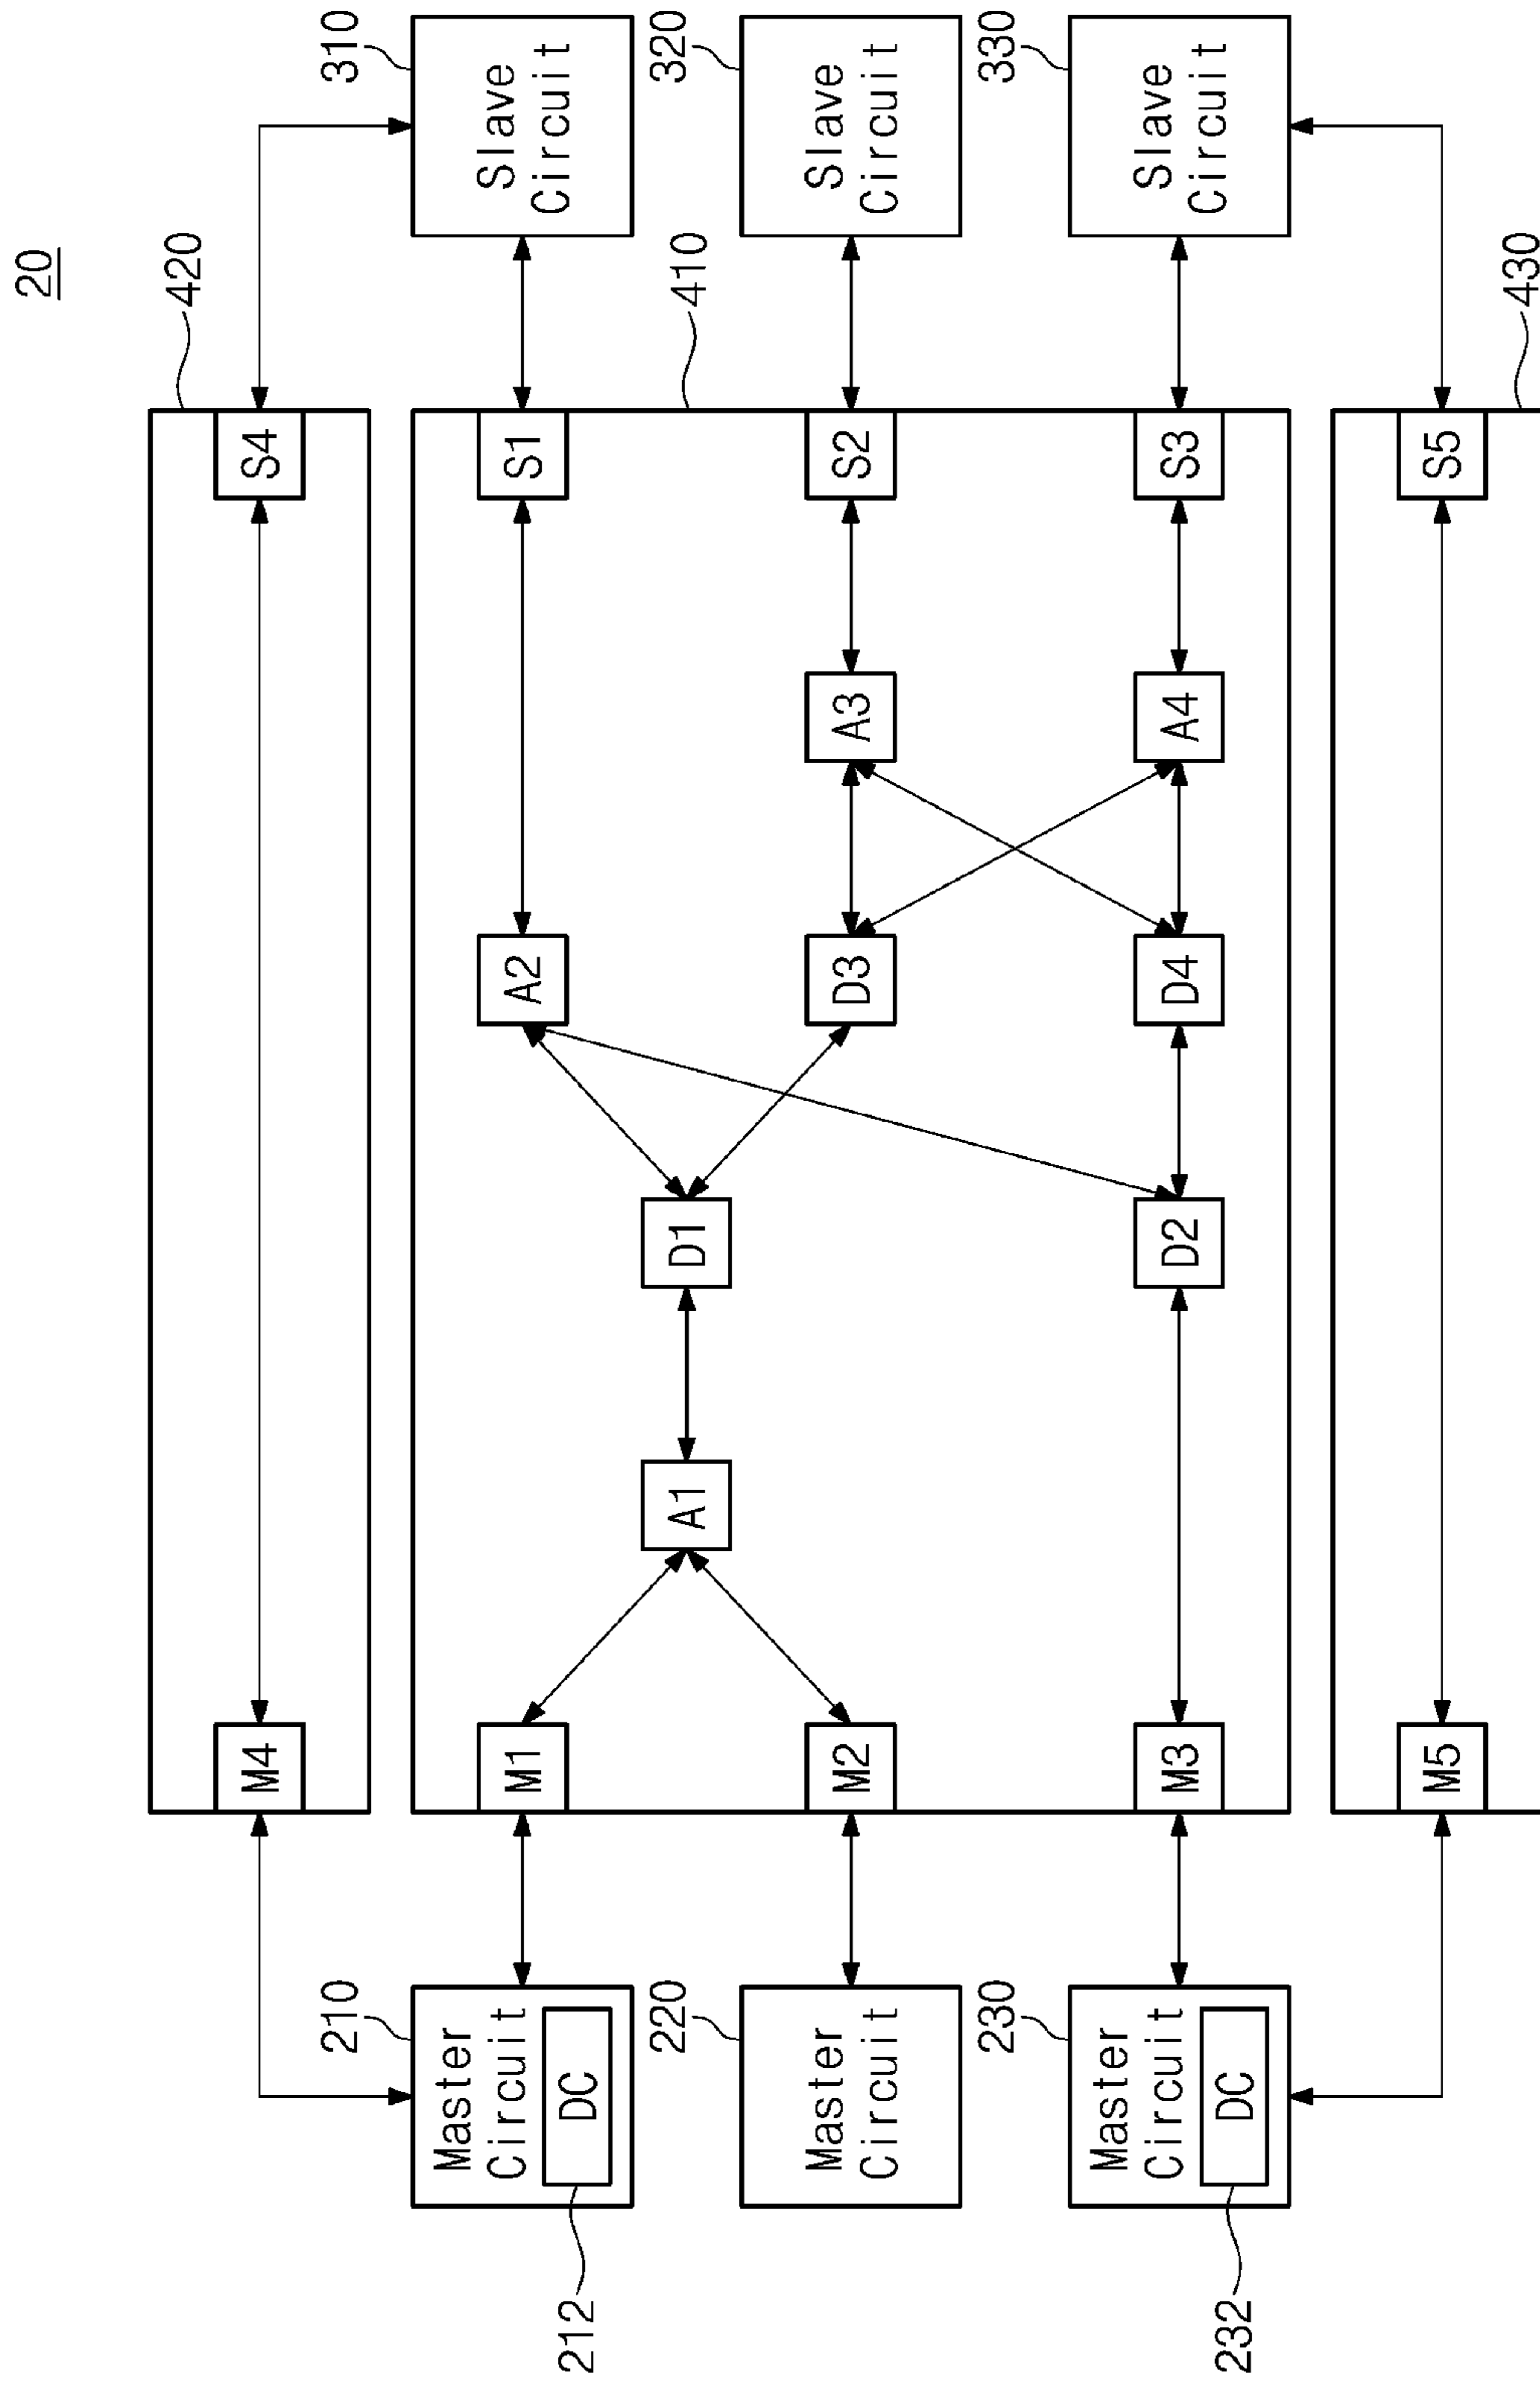 20
420
S4
M4
310
Slave
Circuit
S1
410
A2
M1
210
Master
Circuit
DC
212
D1
A1
320
Slave
Circuit
S2
A3
D3
M2
220
Master
Circuit
330
Slave
Circuit
S3
A4
D4
D2
M3
230
Master
Circuit
DC
232
S5
M5
430